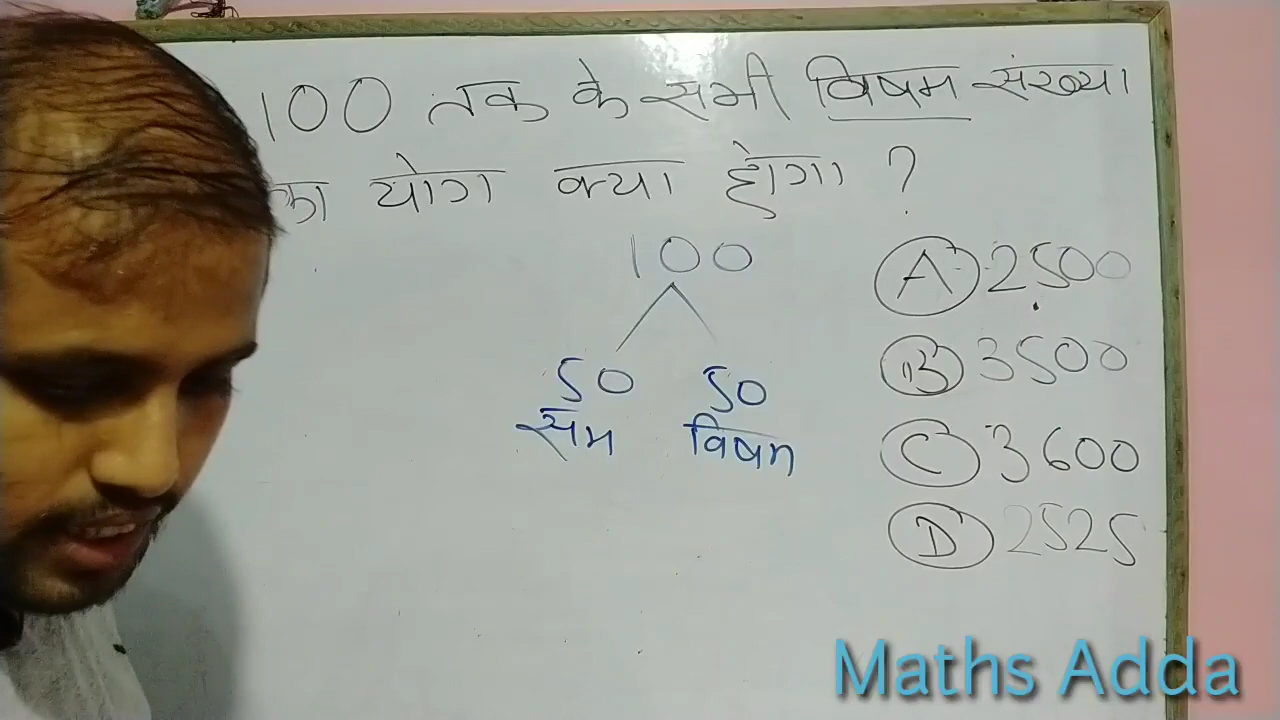 100 तक के सभी विषम संख्या
का योग क्या होगा ?
100
50 50
सम विषम
A 2500
B 3500
C 3600
D 2525
Maths Adda